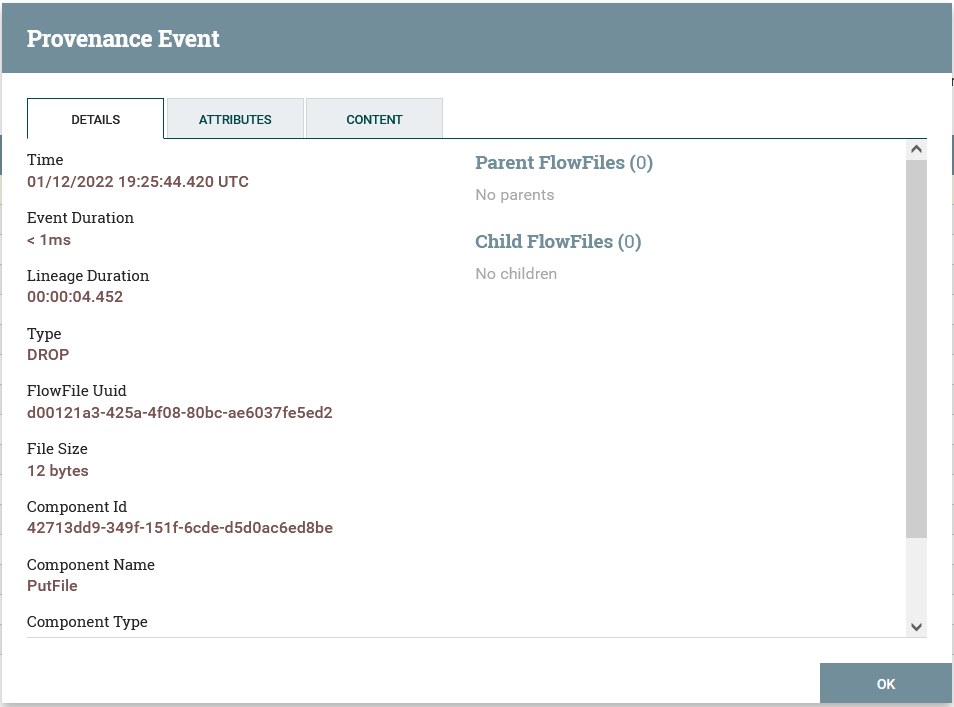 Provenance Event
DETAILS
ATTRIBUTES
CONTENT
Time
01/12/2022 19:25:44.420 UTC
Event Duration
< 1ms
Lineage Duration
00:00:04.452
Type
DROP
FlowFile Uuid
d00121a3-425a-4f08-80bc-ae6037fe5ed2
File Size
12 bytes
Component Id
42713dd9-349f-151f-6cde-d5d0ac6ed8be
Component Name
PutFile
Component Type
Parent FlowFiles (0)
No parents
Child FlowFiles (0)
No children
OK